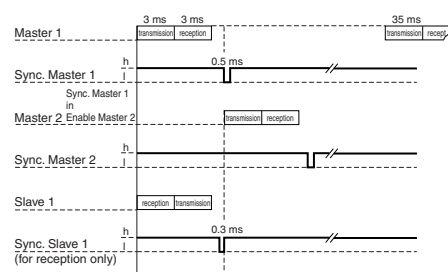 3 ms 3 ms 35 ms
Master 1 transmission reception transmission recept
h 0.5 ms
Sync. Master 1 l
Sync. Master 1
in
Master 2 Enable Master 2 transmission reception
h
Sync. Master 2 l
Slave 1 reception transmission
h 0.3 ms
Sync. Slave 1 l
(for reception only)